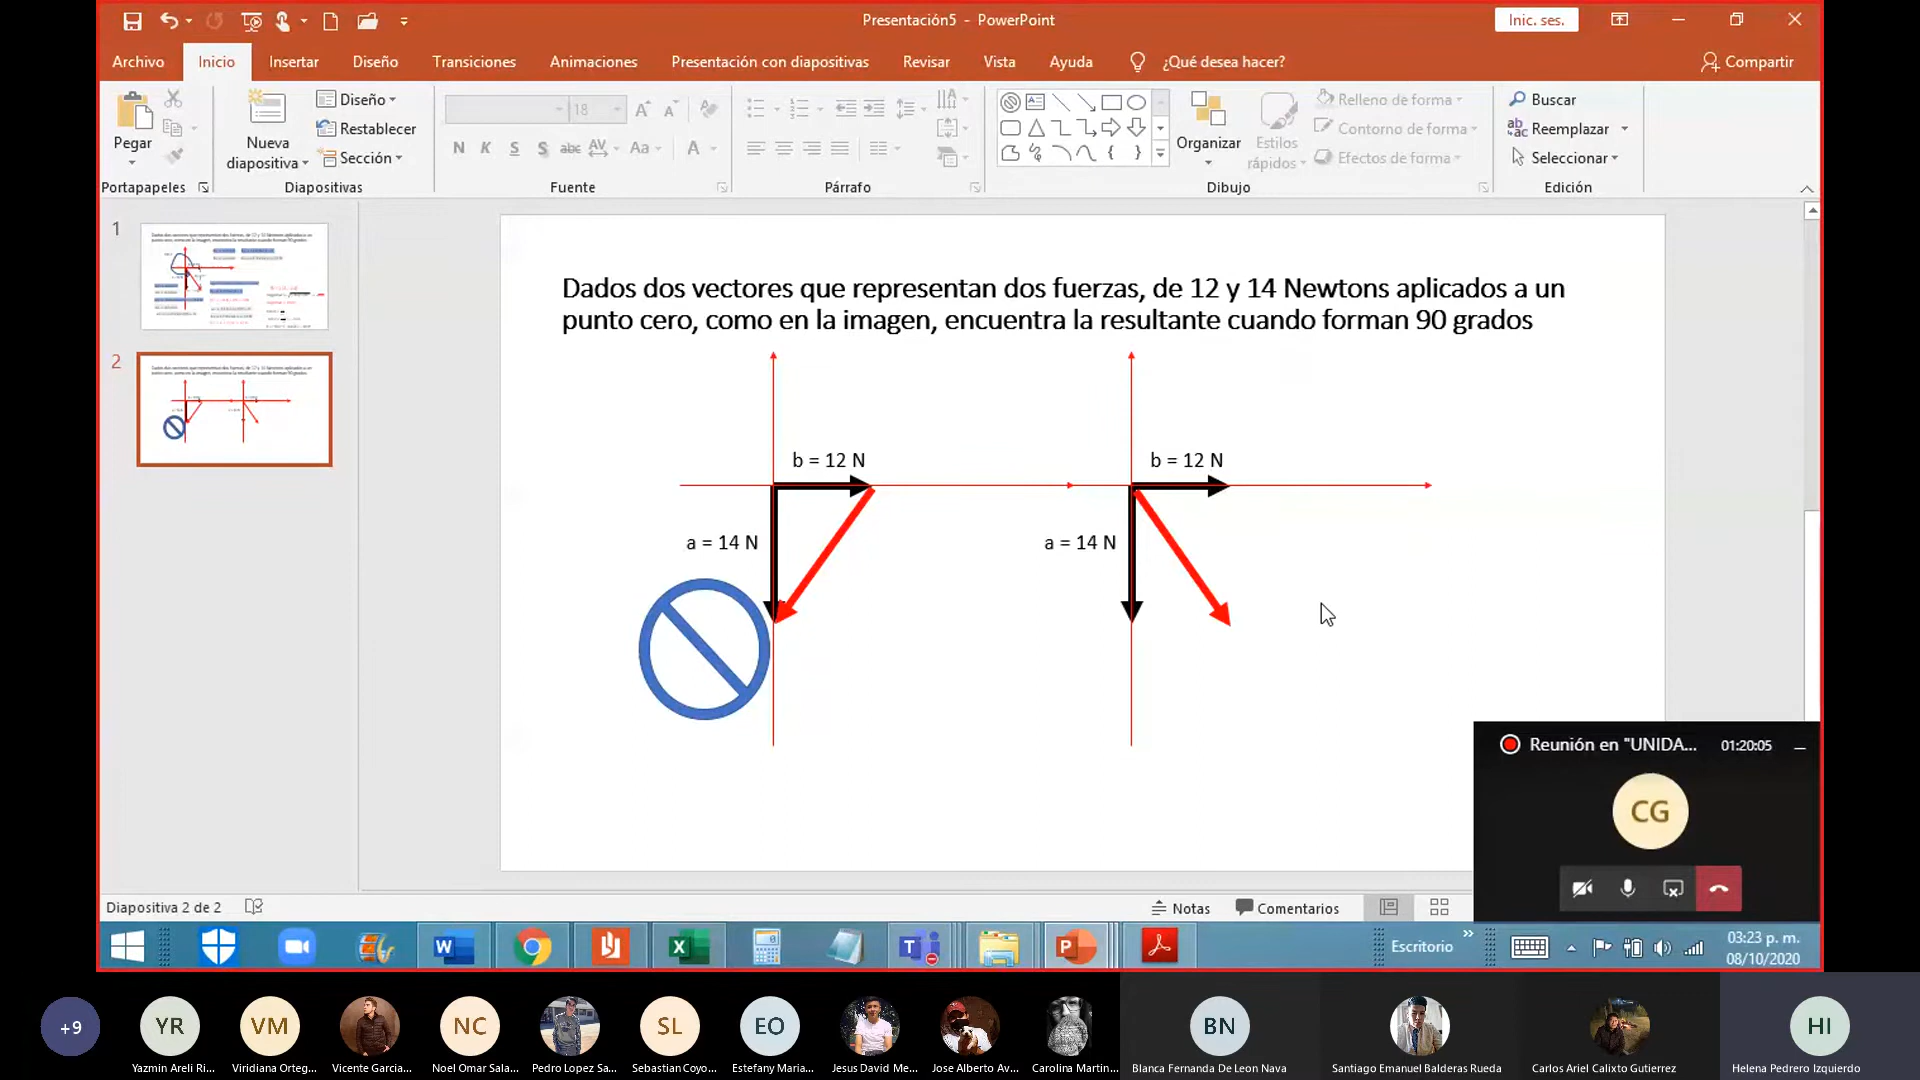 Presentación5 - PowerPoint
Inic. ses.
Archivo
Inicio
Insertar
Diseño
Transiciones
Animaciones
Presentación con diapositivas
Revisar
Vista
Ayuda
¿Qué desea hacer?
Compartir
Pegar
Nueva diapositiva
Diseño
Restablecer
Sección
18
N K S S abc AV Aa A
Organizar
Estilos rápidos
Relleno de forma
Contorno de forma
Efectos de forma
Buscar
Reemplazar
Seleccionar
Portapapeles
Diapositivas
Fuente
Párrafo
Dibujo
Edición
1
2
Dados dos vectores que representan dos fuerzas, de 12 y 14 Newtons aplicados a un
punto cero, como en la imagen, encuentra la resultante cuando forman 90 grados
b = 12 N
b = 12 N
a = 14 N
a = 14 N
Reunión en "UNIDA...
01:20:05
CG
Diapositiva 2 de 2
Notas
Comentarios
Escritorio
03:23 p. m.
08/10/2020
+9
YR
VM
NC
SL
EO
BN
HI
Yazmin Areli Ri...
Viridiana Orteg...
Vicente Garcia...
Noel Omar Sala...
Pedro Lopez Sa...
Sebastian Coyo...
Estefany Maria...
Jesus David Me...
Jose Alberto Av...
Carolina Martin...
Blanca Fernanda De Leon Nava
Santiago Emanuel Balderas Rueda
Carlos Ariel Calixto Gutierrez
Helena Pedrero Izquierdo